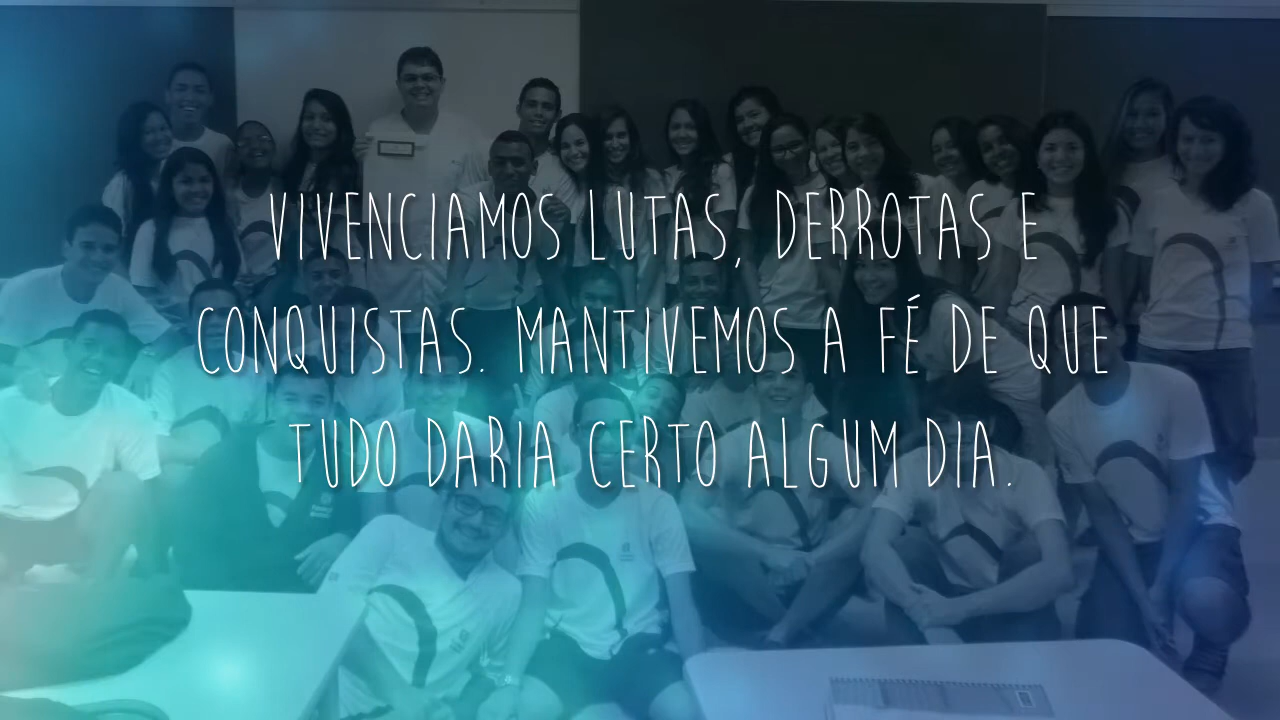 VIVENCIAMOS LUTAS, DERROTAS E
CONQUISTAS. MANTIVEMOS A FÉ DE QUE
TUDO DARIA CERTO ALGUM DIA.